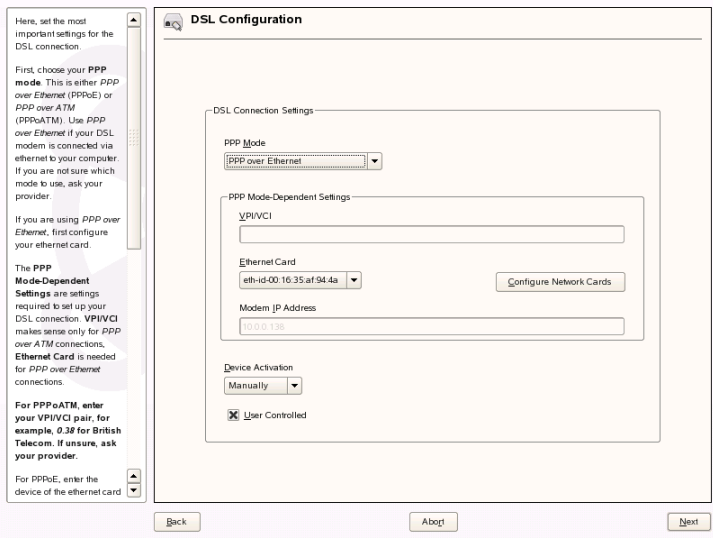 Here, set the most
important settings for the
DSL connection.
First, choose your PPP
mode. This is either PPP
over Ethernet (PPPoE) or
PPP over ATM
(PPPoATM). Use PPP
over Ethernet if your DSL
modem is connected via
ethernet to your computer.
If you are not sure which
mode to use, ask your
provider.
If you are using PPP over
Ethernet, first configure
your ethernet card.
The PPP
Mode-Dependent
Settings are settings
required to set up your
DSL connection. VPI/VCI
makes sense only for PPP
over ATM connections,
Ethernet Card is needed
for PPP over Ethernet
connections.
For PPPoATM, enter
your VPI/VCI pair, for
example, 0.38 for British
Telecom. If unsure, ask
your provider.
For PPPoE, enter the
device of the ethernet card
DSL Configuration
DSL Connection Settings
PPP Mode
PPP over Ethernet
PPP Mode-Dependent Settings
VPI/VCI
Ethernet Card
eth-id-00:16:35:af:94:4a
Configure Network Cards
Modem IP Address
10.0.0.138
Device Activation
Manually
User Controlled
Back
Abort
Next